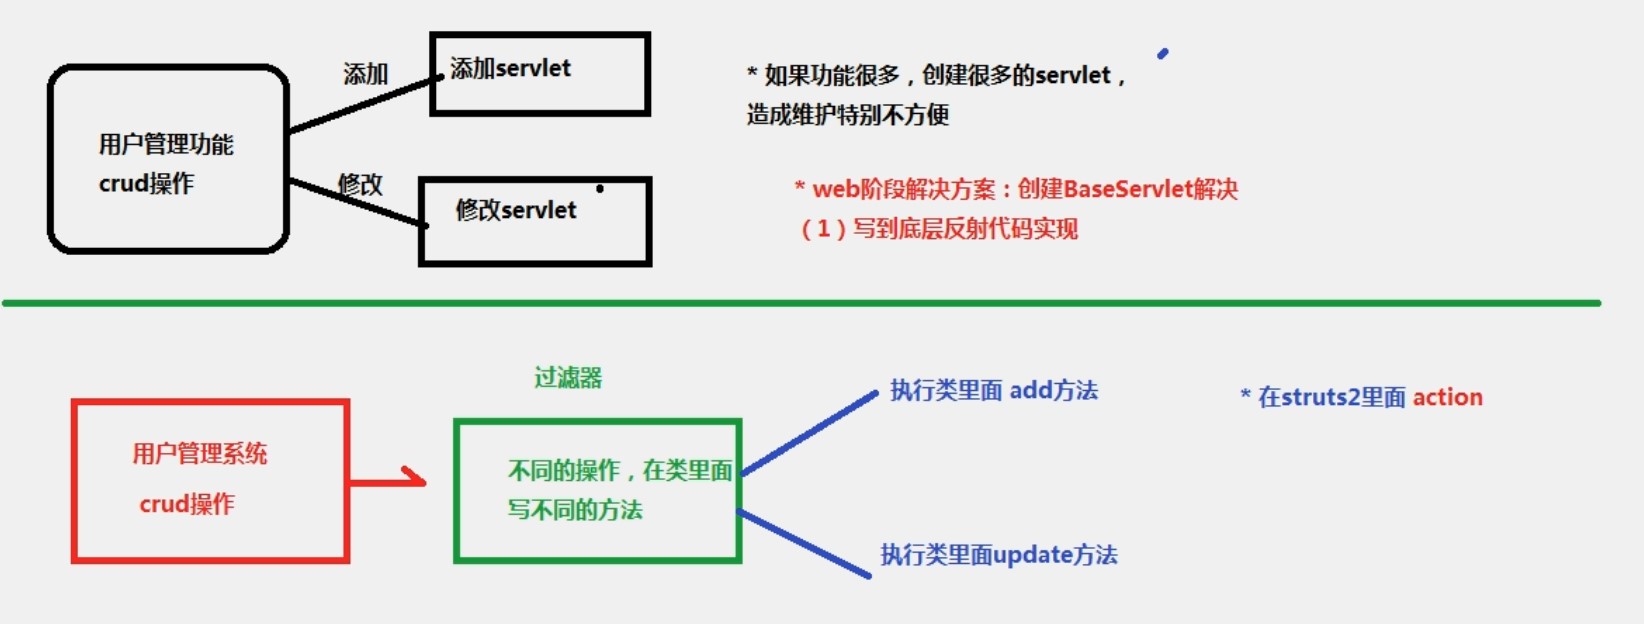 添加
添加servlet
用户管理功能
crud操作
修改
修改servlet
* 如果功能很多，创建很多的servlet，
造成维护特别不方便
* web阶段解决方案：创建BaseServlet解决
（1）写到底层反射代码实现
过滤器
用户管理系统
crud操作
不同的操作，在类里面
写不同的方法
执行类里面 add方法
执行类里面update方法
* 在struts2里面 action